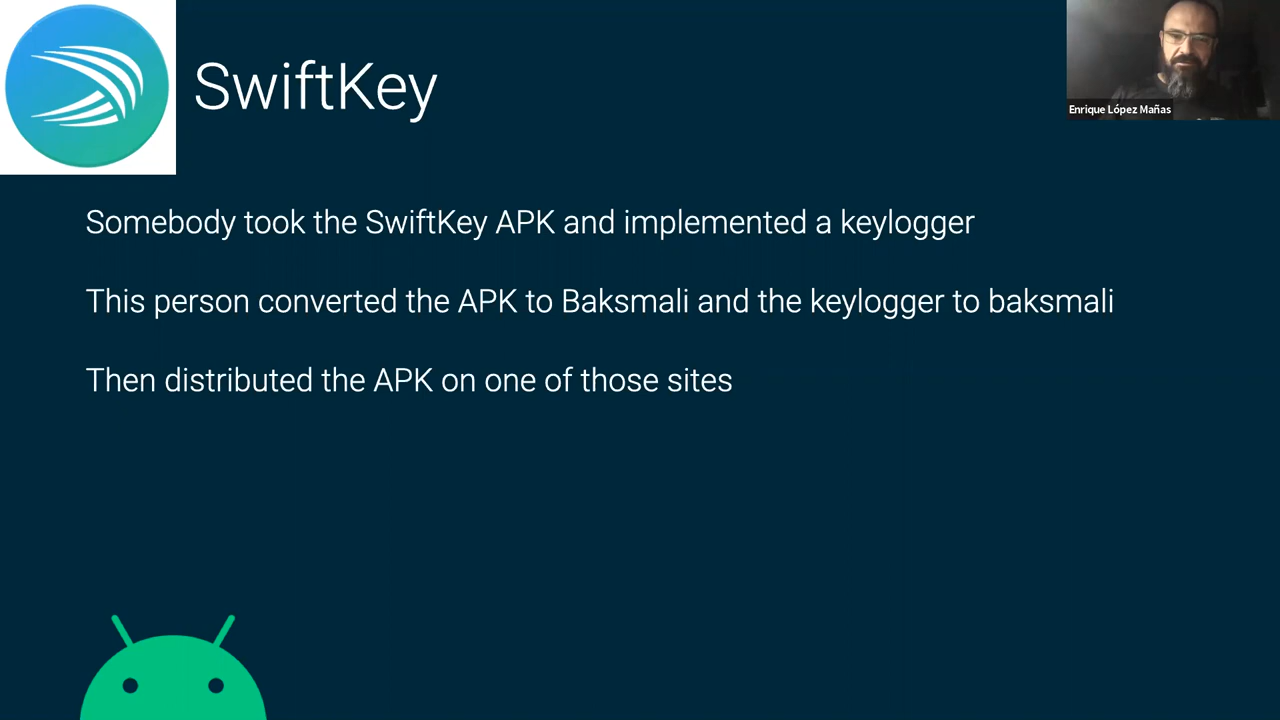 SwiftKey
Enrique López Mañas
Somebody took the SwiftKey APK and implemented a keylogger
This person converted the APK to Baksmali and the keylogger to baksmali
Then distributed the APK on one of those sites